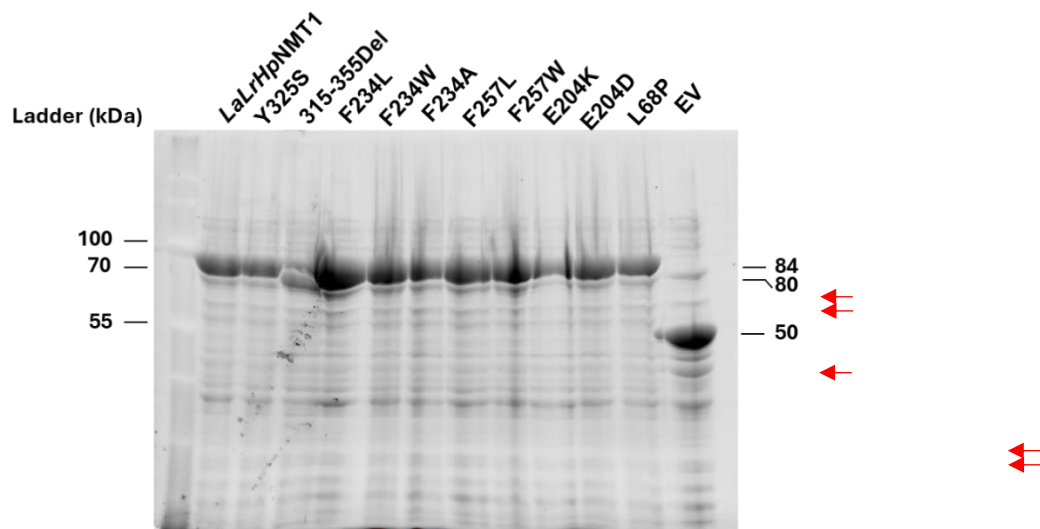 LaLrHpNMT1
Y325S
315-355Del
F234L
F234W
F234A
F257L
F257W
E204K
E204D
L68P
EV
Ladder (kDa)
100
70
55
84
80
50